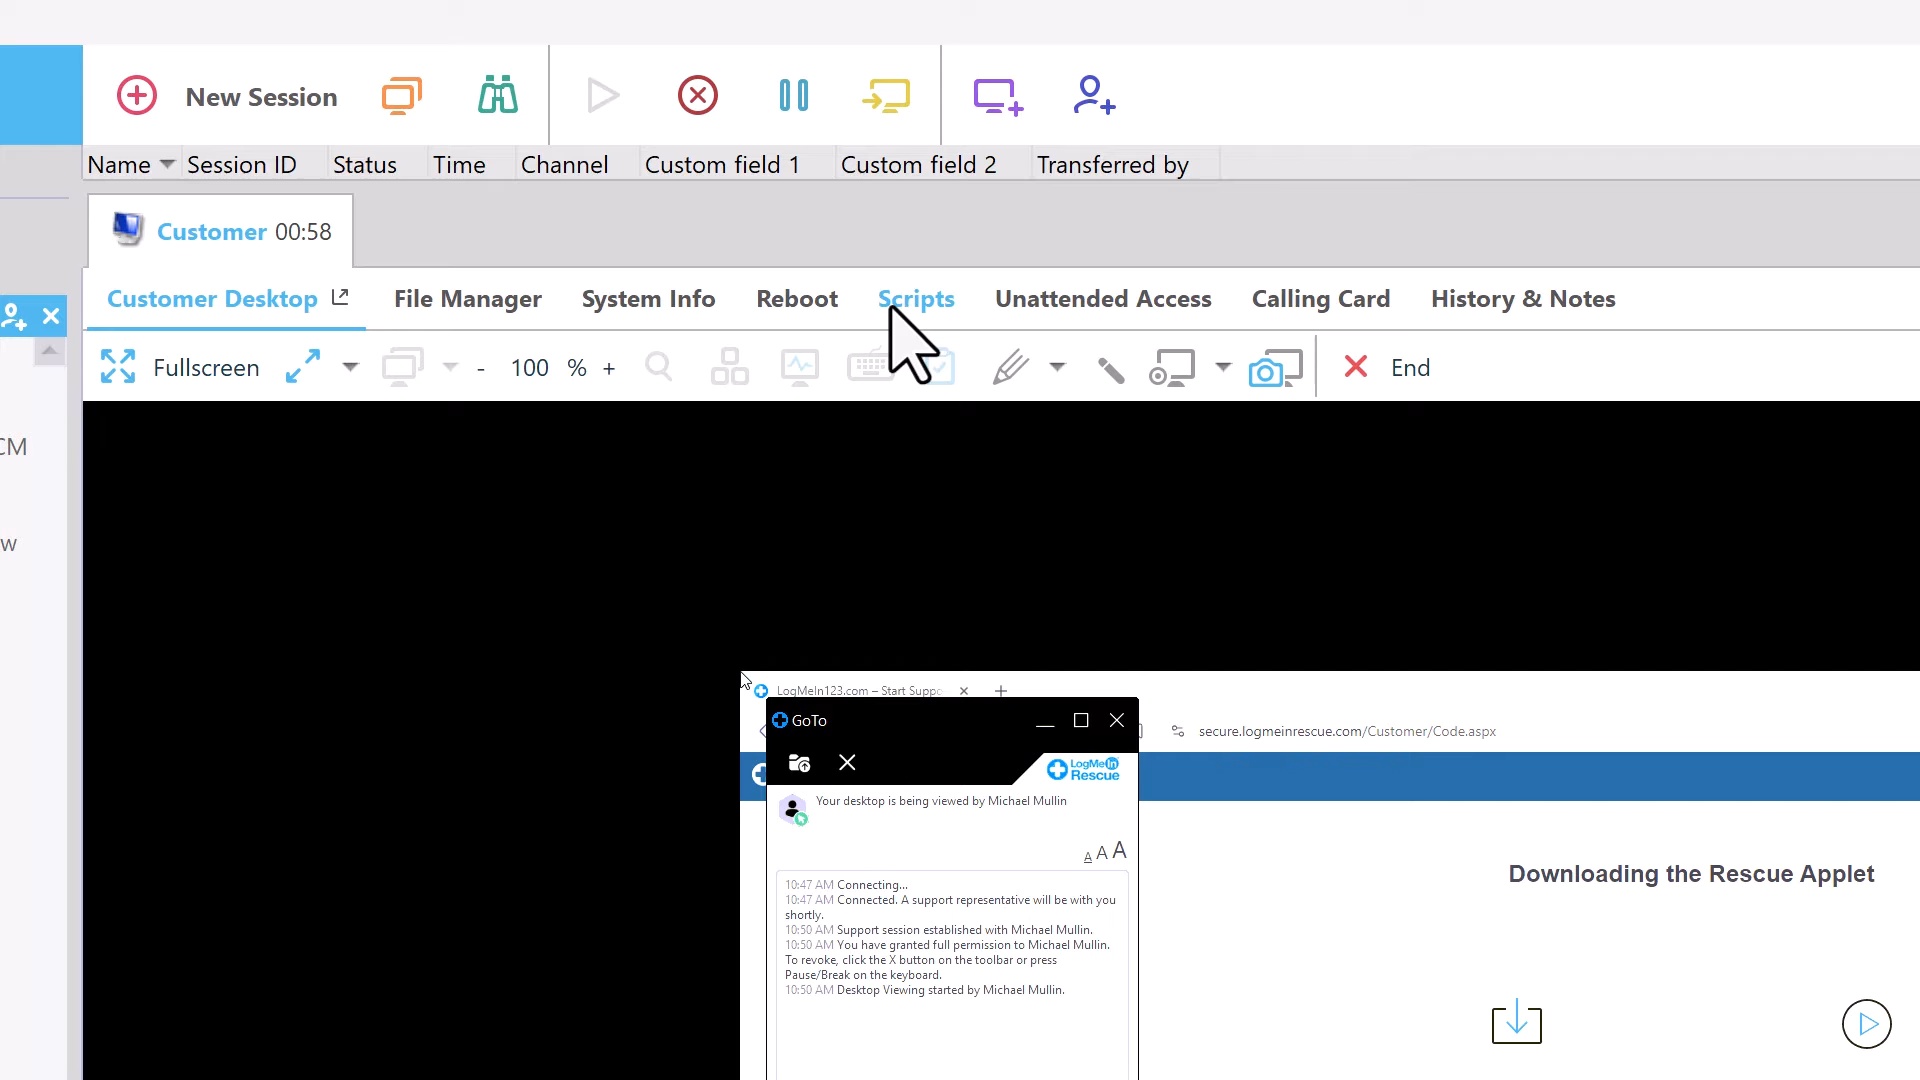 New Session
Name Session ID Status Time Channel Custom field 1 Custom field 2 Transferred by
Customer 00:58
Customer Desktop File Manager System Info Reboot Scripts Unattended Access Calling Card History & Notes
Fullscreen - 100 % + End
CM
w
LogMeIn123.com – Start Suppo
GoTo
secure.logmeinrescue.com/Customer/Code.aspx
LogMeIn
Rescue
Your desktop is being viewed by Michael Mullin
A A A
10:47 AM Connecting...
10:47 AM Connected. A support representative will be with you
shortly.
10:50 AM Support session established with Michael Mullin.
10:50 AM You have granted full permission to Michael Mullin.
To revoke, click the X button on the toolbar or press
Pause/Break on the keyboard.
10:50 AM Desktop Viewing started by Michael Mullin.
Downloading the Rescue Applet